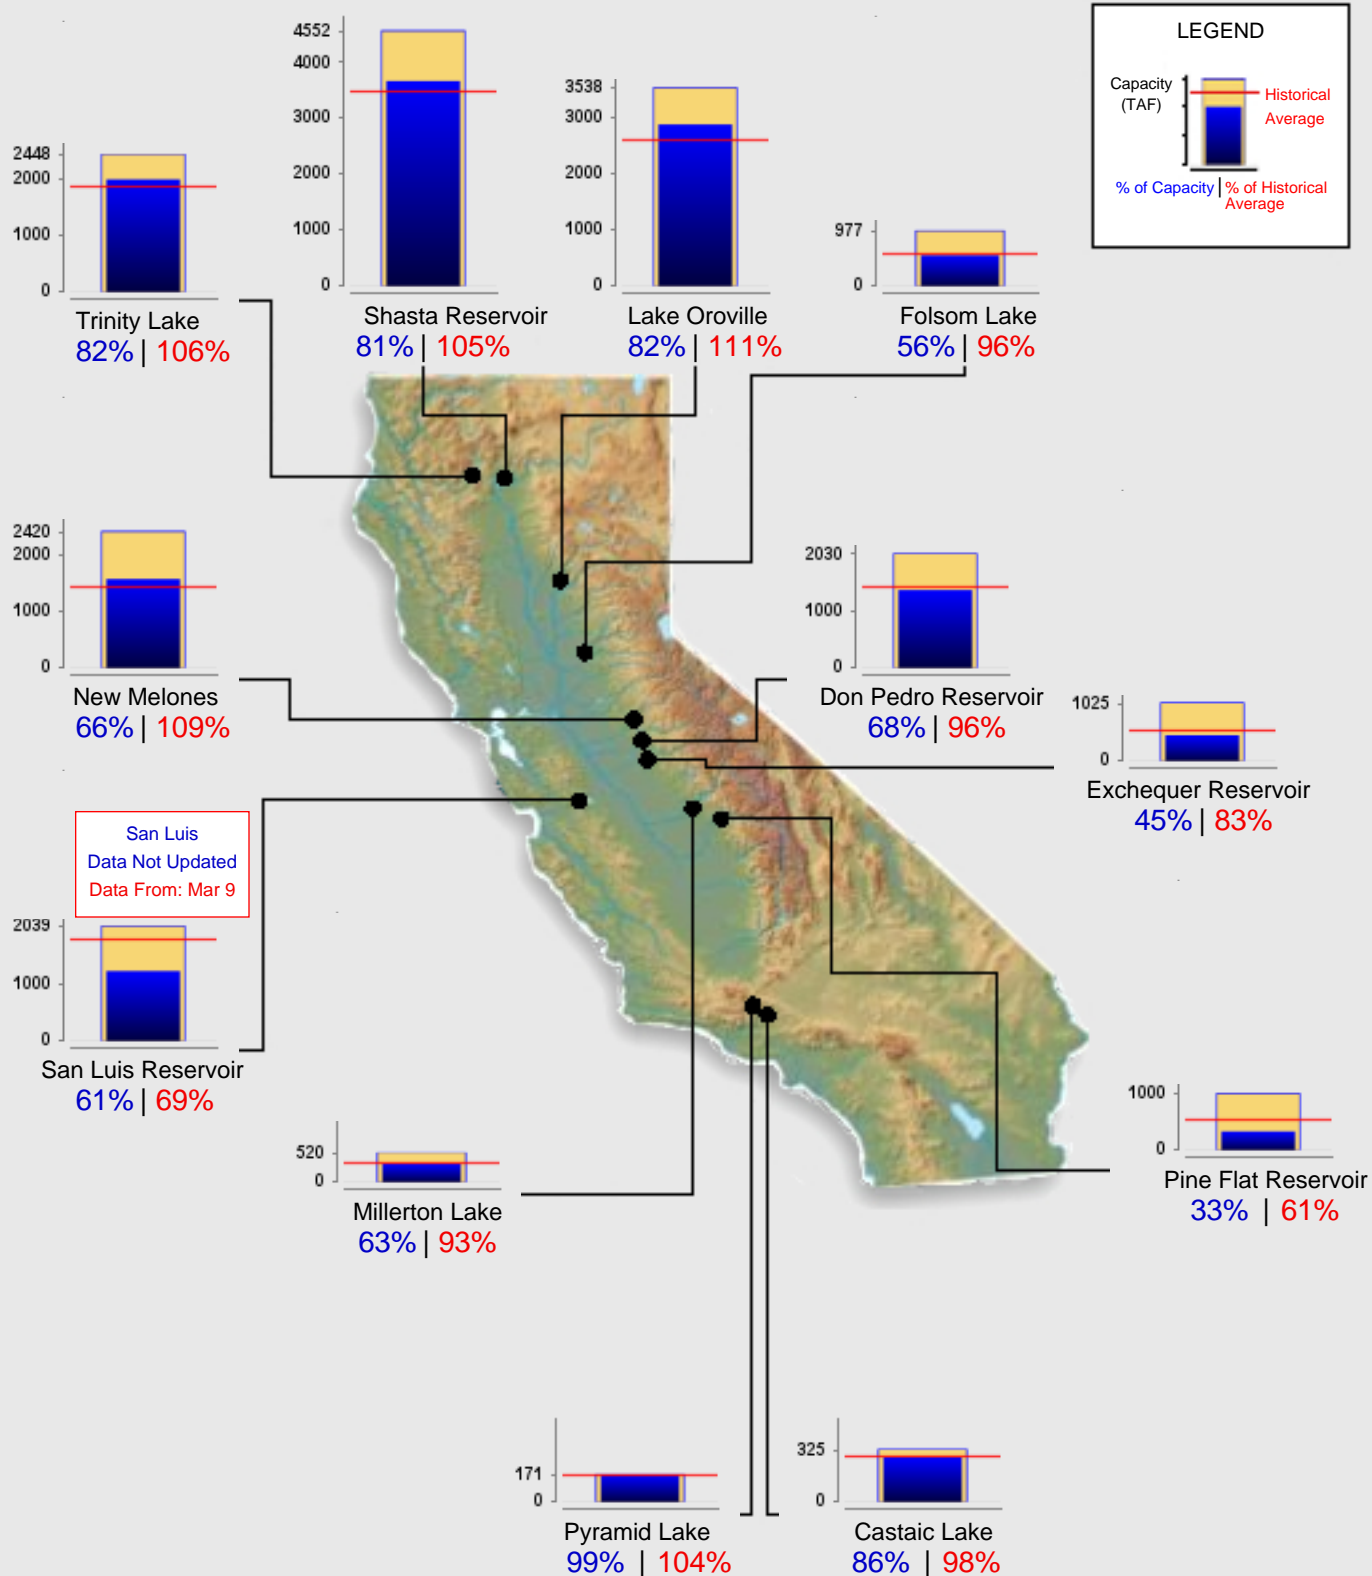 LEGEND
Capacity
(TAF)
Historical
Average
% of Capacity | % of Historical
Average
4552
4000
3000
2000
1000
0
Shasta Reservoir
81% | 105%
3538
3000
2000
1000
0
Lake Oroville
82% | 111%
2448
2000
1000
0
Trinity Lake
82% | 106%
977
0
Folsom Lake
56% | 96%
2420
2000
1000
0
New Melones
66% | 109%
2030
1000
0
Don Pedro Reservoir
68% | 96%
1025
0
Exchequer Reservoir
45% | 83%
San Luis
Data Not Updated
Data From: Mar 9
2039
1000
0
San Luis Reservoir
61% | 69%
520
0
Millerton Lake
63% | 93%
1000
0
Pine Flat Reservoir
33% | 61%
171
0
Pyramid Lake
99% | 104%
325
0
Castaic Lake
86% | 98%